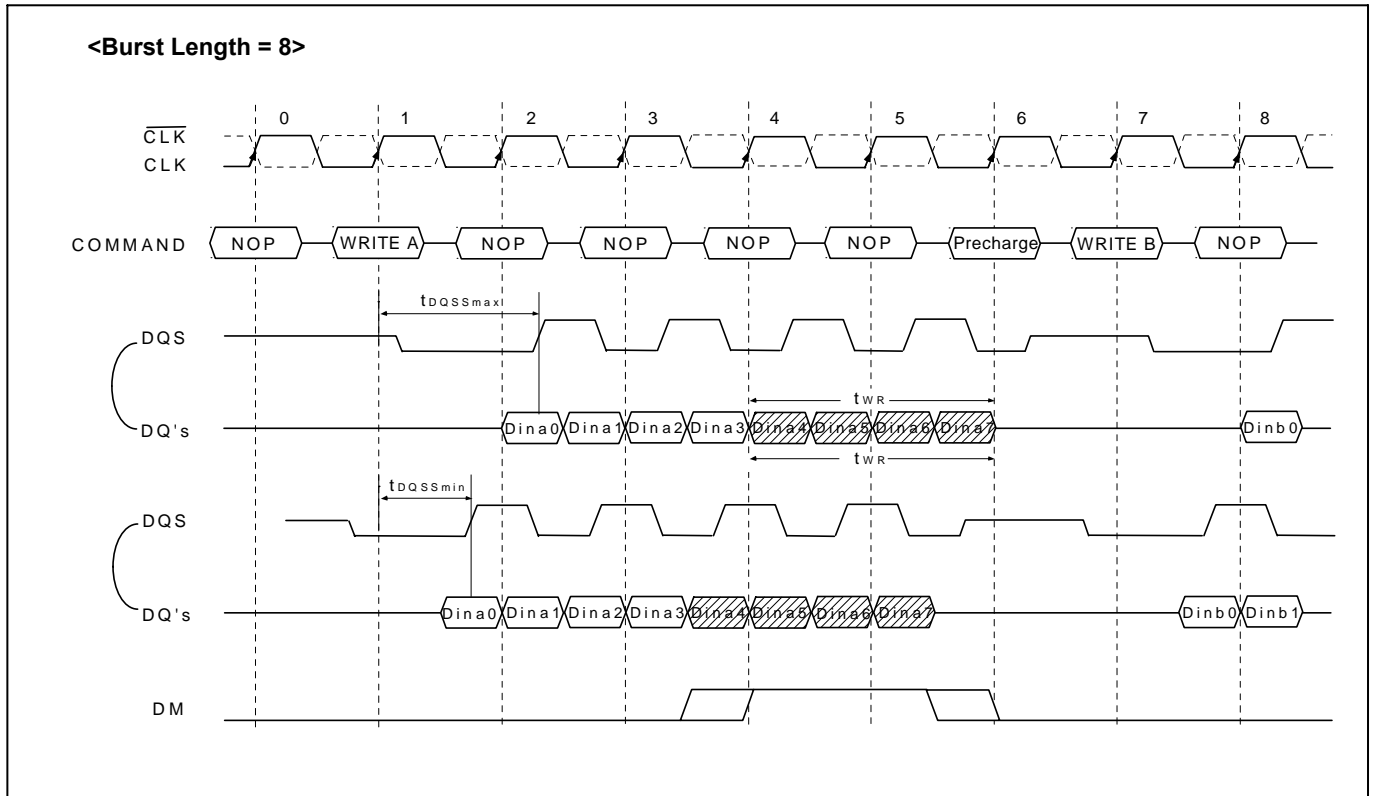 <Burst Length = 8>
0 1 2 3 4 5 6 7 8
CLK
CLK
COMMAND NOP WRITE A NOP NOP NOP NOP Precharge WRITE B NOP
tDQSSmax
DQS
tWR
DQ's Dina0 Dina1 Dina2 Dina3 Dina4 Dina5 Dina6 Dina7 Dinb0
tWR
tDQSSmin
DQS
DQ's Dina0 Dina1 Dina2 Dina3 Dina4 Dina5 Dina6 Dina7 Dinb0 Dinb1
DM